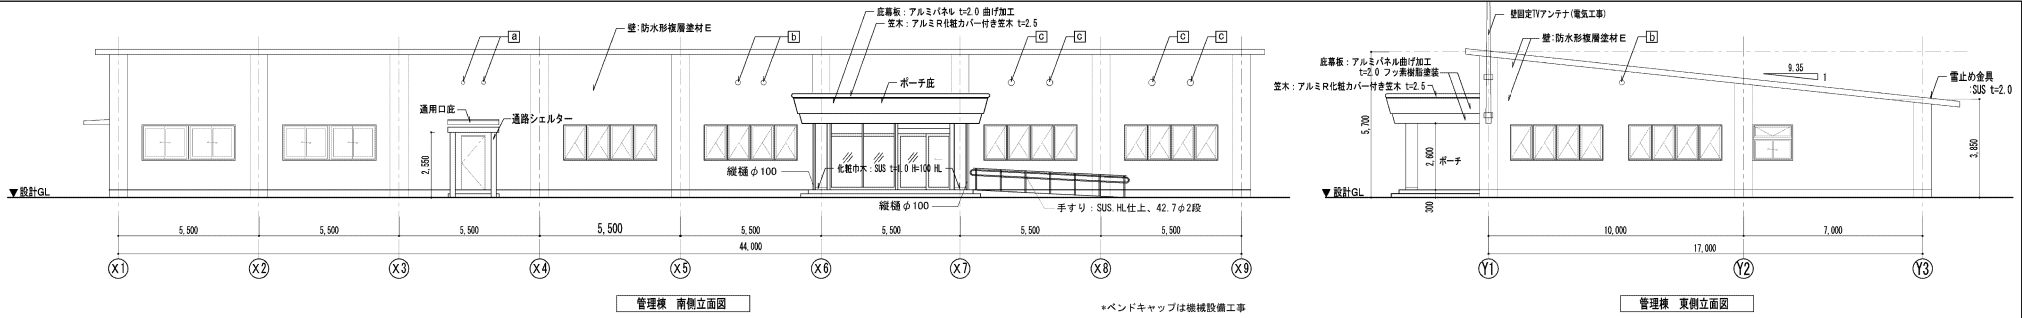 庇幕板：アルミパネル t=2.0 曲げ加工
笠木：アルミR化粧カバー付き笠木 t=2.5
壁：防水形複層塗材E
a
b
c
c
c
c
ポーチ庇
通用口庇
通路シェルター
2,550
縦樋φ100
化粧巾木：SUS t=1.0 H=100 HL
縦樋φ100
手すり：SUS.HL仕上、42.7φ2段
▼設計GL
5,500
5,500
5,500
5,500
5,500
5,500
5,500
5,500
44,000
X1
X2
X3
X4
X5
X6
X7
X8
X9
管理棟 南側立面図
*ベンドキャップは機械設備工事
壁固定TVアンテナ(電気工事)
壁：防水形複層塗材E
b
庇幕板：アルミパネル曲げ加工
t=2.0 フッ素樹脂塗装
笠木：アルミR化粧カバー付き笠木 t=2.5
9.35
1
雪止め金具
:SUS t=2.0
5,700
2,600
ポーチ
3,850
300
▼設計GL
10,000
7,000
17,000
Y1
Y2
Y3
管理棟 東側立面図